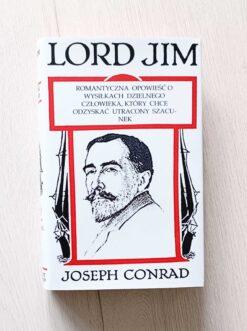 LORD JIM
ROMANTYCZNA OPOWIEŚĆ O
WYSIŁKACH DZIELNEGO
CZŁOWIEKA, KTÓRY CHCE
ODZYSKAĆ UTRACONY SZACU-
NEK
JOSEPH CONRAD